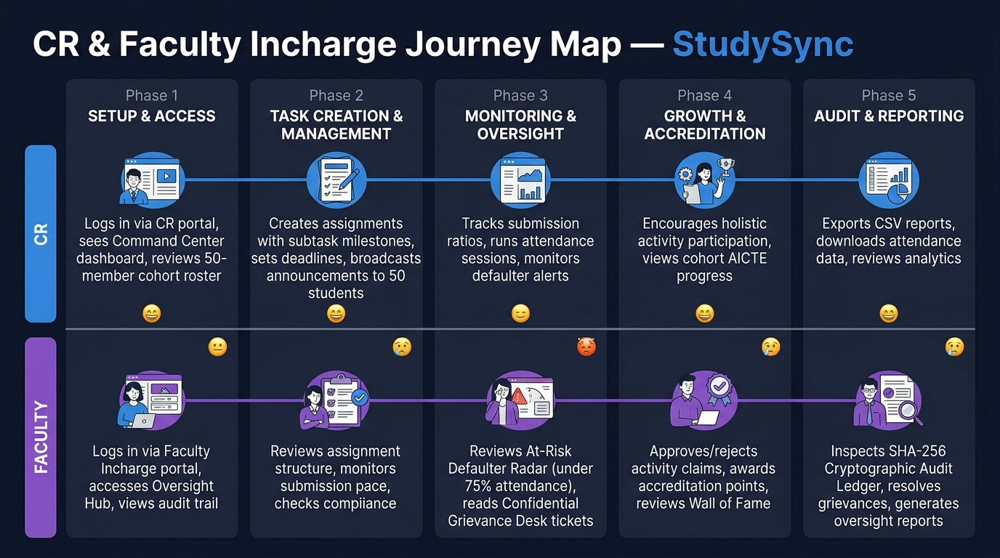 CR & Faculty Incharge Journey Map — StudySync
Phase 1
SETUP & ACCESS
Phase 2
TASK CREATION &
MANAGEMENT
Phase 3
MONITORING &
OVERSIGHT
Phase 4
GROWTH &
ACCREDITATION
Phase 5
AUDIT & REPORTING
CR
Logs in via CR portal,
sees Command Center
dashboard, reviews 50-
member cohort roster
Creates assignments
with subtask milestones,
sets deadlines, broadcasts
announcements to 50
students
Tracks submission
ratios, runs attendance
sessions, monitors
defaulter alerts
Encourages holistic
activity participation,
views cohort AICTE
progress
Exports CSV reports,
downloads attendance
data, reviews analytics
FACULTY
Logs in via Faculty
Incharge portal,
accesses Oversight
Hub, views audit trail
Reviews assignment
structure, monitors
submission pace,
checks compliance
Reviews At-Risk
Defaulter Radar (under
75% attendance),
reads Confidential
Grievance Desk tickets
Approves/rejects
activity claims, awards
accreditation points,
reviews Wall of Fame
Inspects SHA-256
Cryptographic Audit
Ledger, resolves
grievances, generates
oversight reports